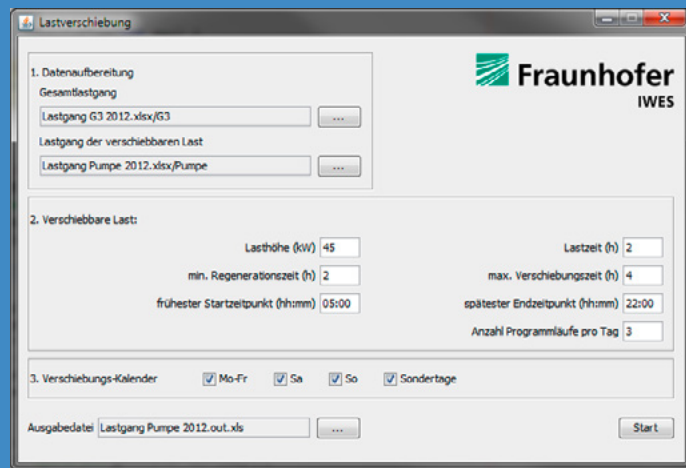 Lastverschiebung
Fraunhofer
IWES
1. Datenaufbereitung
Gesamtlastgang
Lastgang G3 2012.xlsx/G3 ...
Lastgang der verschiebbaren Last
Lastgang Pumpe 2012.xlsx/Pumpe ...
2. Verschiebbare Last:
Lasthöhe (kW) 45 Lastzeit (h) 2
min. Regenerationszeit (h) 2 max. Verschiebungszeit (h) 4
frühester Startzeitpunkt (hh:mm) 05:00 spätester Endzeitpunkt (hh:mm) 22:00
Anzahl Programmläufe pro Tag 3
3. Verschiebungs-Kalender Mo-Fr Sa So Sondertage
Ausgabedatei Lastgang Pumpe 2012.out.xls ... Start